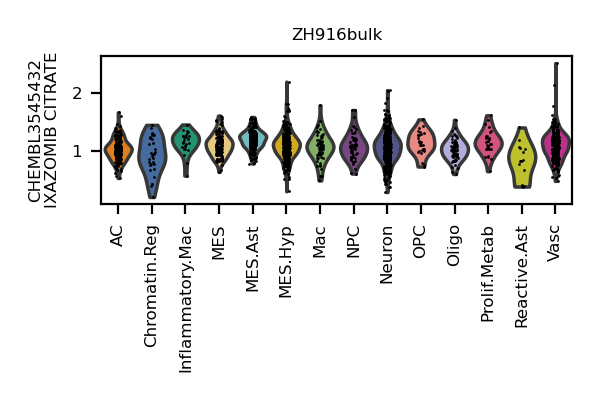 ZH916bulk
CHEMBL3545432
IXAZOMIB CITRATE
2
1
AC
Chromatin.Reg
Inflammatory.Mac
MES
MES.Ast
MES.Hyp
Mac
NPC
Neuron
OPC
Oligo
Prolif.Metab
Reactive.Ast
Vasc